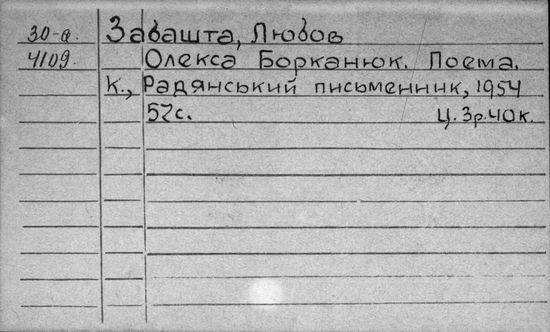 30-а. Забашта, Любов
4109. Олекса Борканюк. Поема.
К., Радянський письменник, 1954
52с. Ц. 3р. 40к.